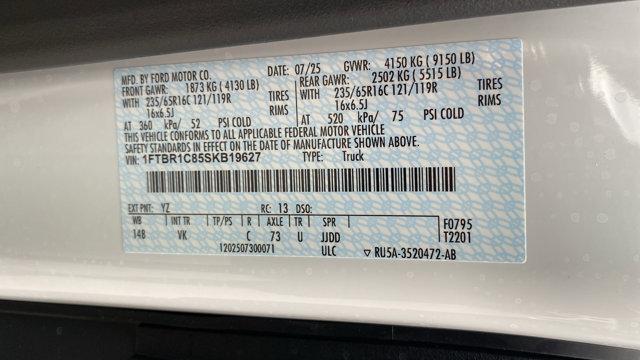 MFD. BY FORD MOTOR CO. DATE: 07/25 GVWR: 4150 KG ( 9150 LB)
FRONT GAWR: 1873 KG ( 4130 LB) REAR GAWR: 2502 KG ( 5515 LB)
WITH 235/65R16C 121/119R TIRES WITH 235/65R16C 121/119R TIRES
16x6.5J RIMS 16x6.5J RIMS
AT 360 kPa/ 52 PSI COLD AT 520 kPa/ 75 PSI COLD
THIS VEHICLE CONFORMS TO ALL APPLICABLE FEDERAL MOTOR VEHICLE
SAFETY STANDARDS IN EFFECT ON THE DATE OF MANUFACTURE SHOWN ABOVE.
VIN: 1FTBR1C85SKB19627 TYPE: Truck
EXT PNT: YZ RC: 13 DSO:
WB INT TR TP/PS R AXLE TR SPR F0795
148 VK C 73 U JJDD T2201
1202507300071 ULC ▽ RU5A-3520472-AB